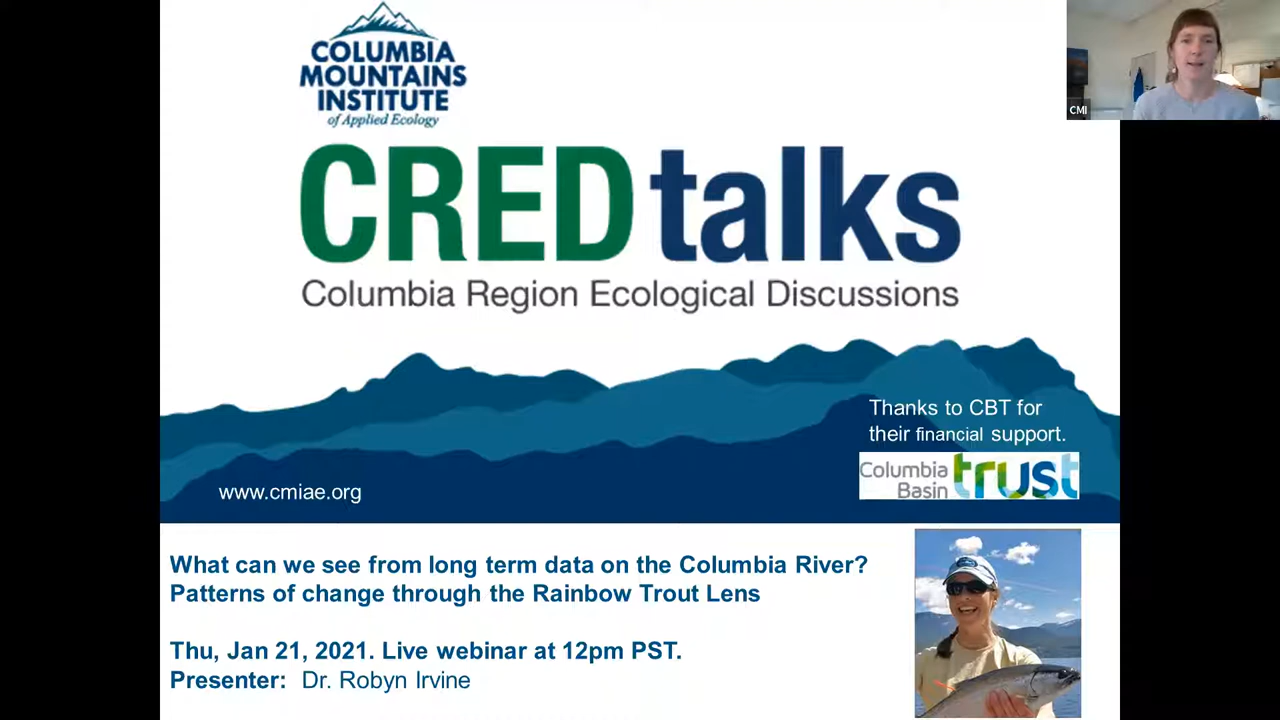 COLUMBIA
MOUNTAINS
INSTITUTE
of Applied Ecology
CMI
CRED talks
Columbia Region Ecological Discussions
Thanks to CBT for
their financial support.
Columbia
Basin
trust
www.cmiae.org
What can we see from long term data on the Columbia River?
Patterns of change through the Rainbow Trout Lens
Thu, Jan 21, 2021. Live webinar at 12pm PST.
Presenter: Dr. Robyn Irvine